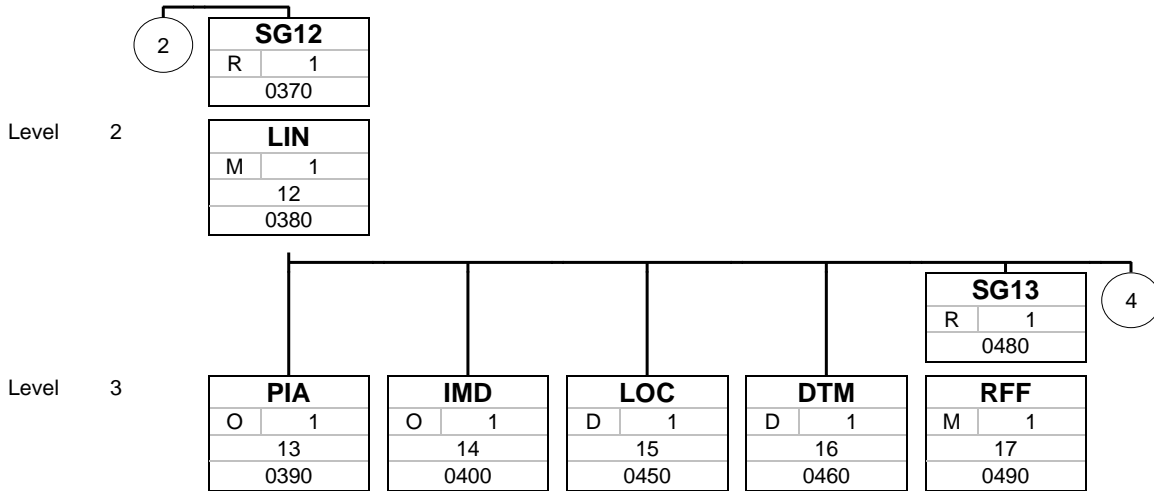 2
SG12
R 1
0370
Level 2
LIN
M 1
12
0380
SG13
R 1
0480
4
Level 3
PIA
O 1
13
0390
IMD
O 1
14
0400
LOC
D 1
15
0450
DTM
D 1
16
0460
RFF
M 1
17
0490